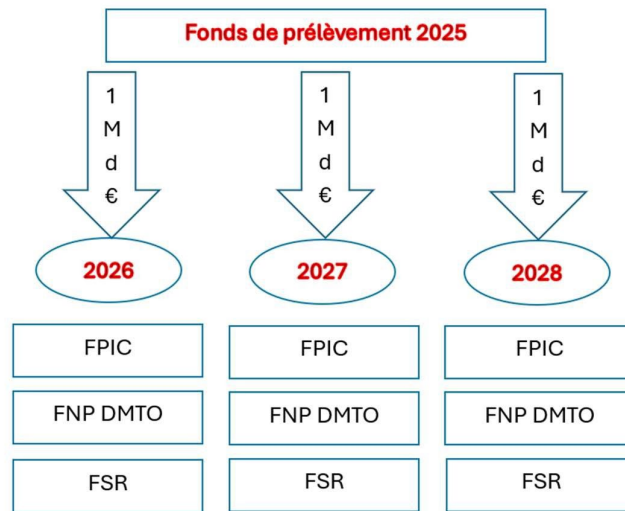 Fonds de prélèvement 2025
1 1 1
M M M
d d d
€ € €
2026 2027 2028
FPIC FPIC FPIC
FNP DMTO FNP DMTO FNP DMTO
FSR FSR FSR